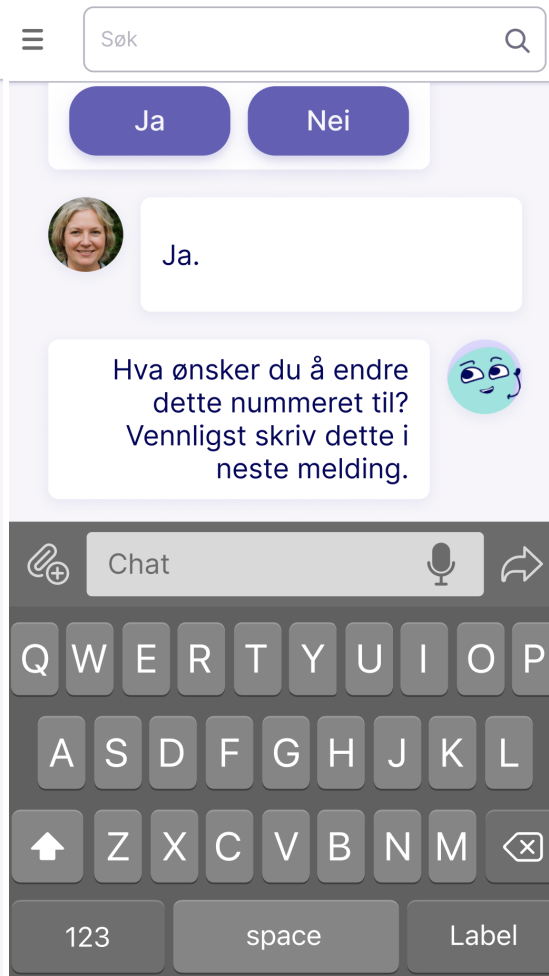 Søk
Ja Nei
Ja.
Hva ønsker du å endre
dette nummeret til?
Vennligst skriv dette i
neste melding.
Chat
Q W E R T Y U I O P
A S D F G H J K L
Z X C V B N M
123 space Label